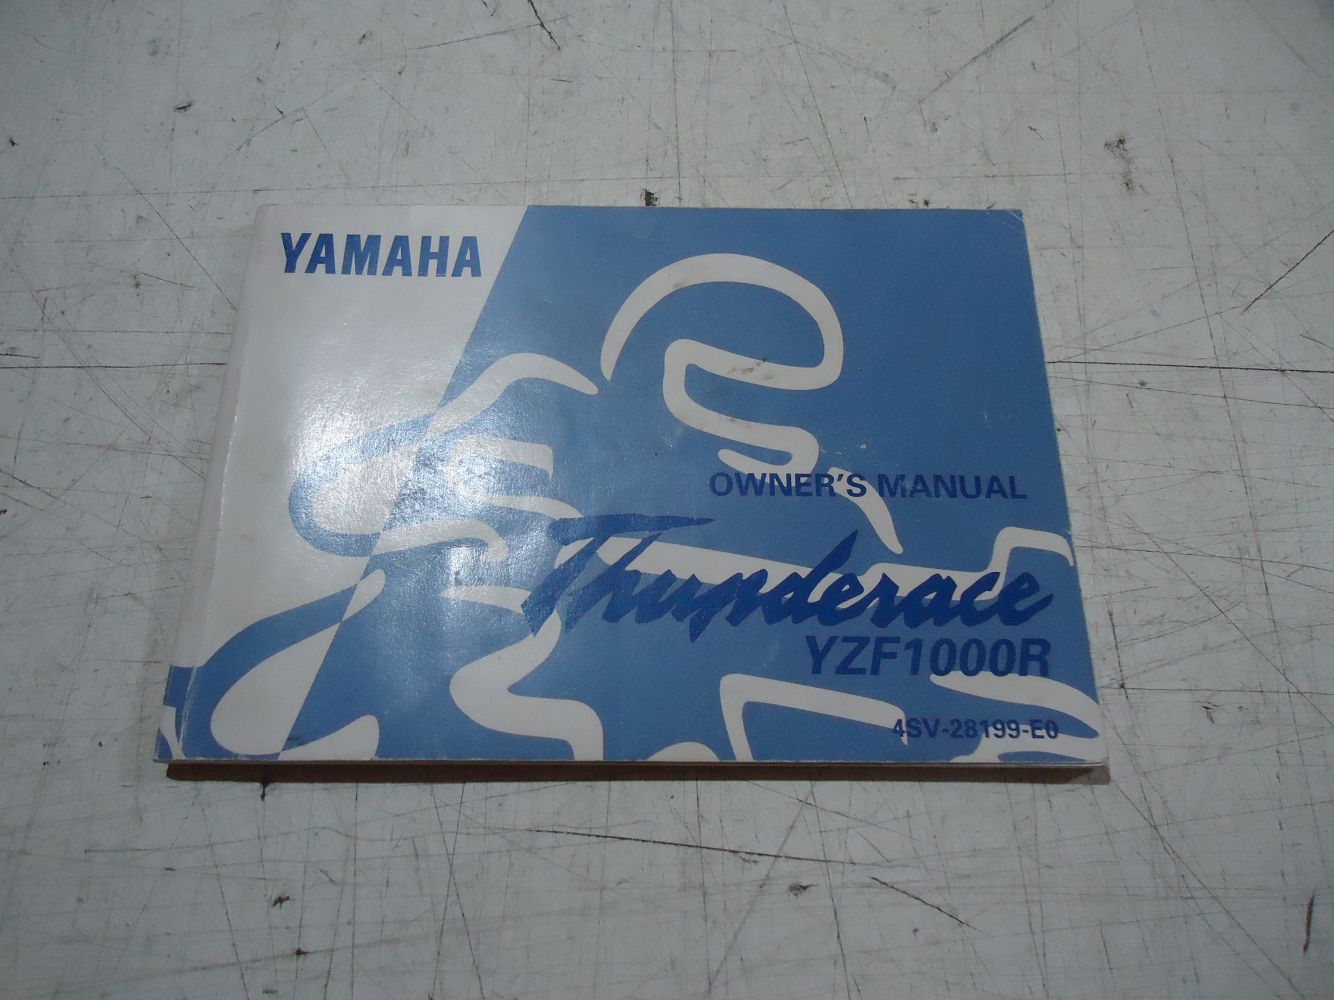 YAMAHA
OWNER'S MANUAL
Thunderace
YZF1000R
4SV-28199-E0